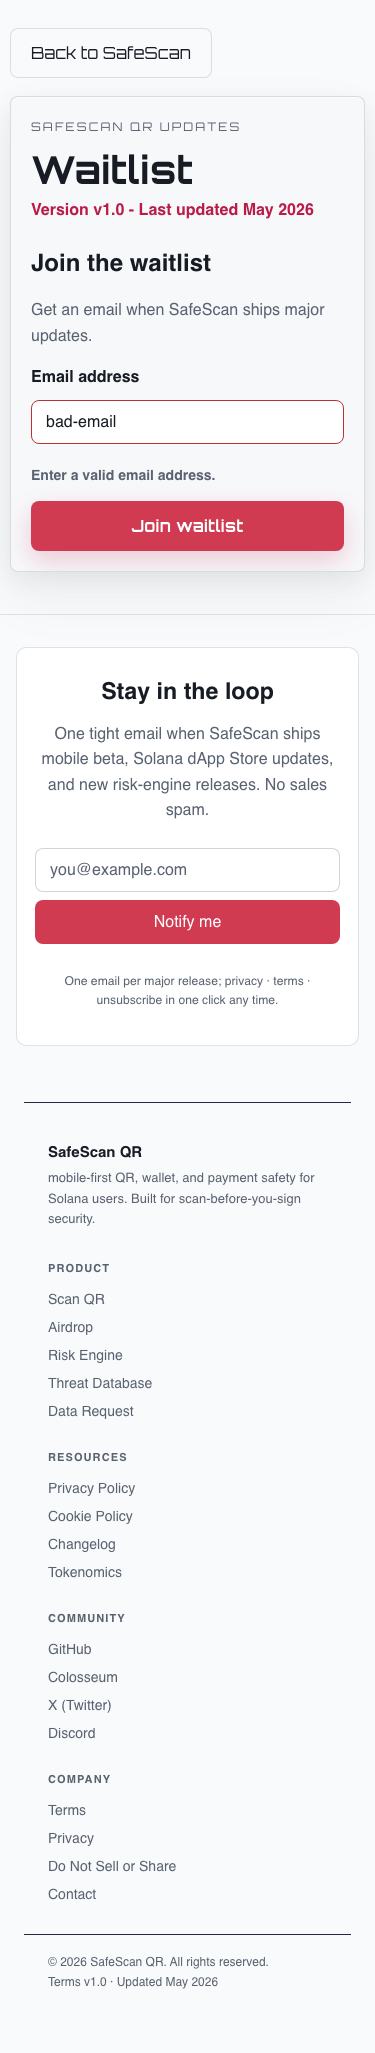 Back to SafeScan
SAFESCAN QR UPDATES
Waitlist
Version v1.0 - Last updated May 2026
Join the waitlist
Get an email when SafeScan ships major
updates.
Email address
bad-email
Enter a valid email address.
Join waitlist
Stay in the loop
One tight email when SafeScan ships
mobile beta, Solana dApp Store updates,
and new risk-engine releases. No sales
spam.
you@example.com
Notify me
One email per major release; privacy · terms ·
unsubscribe in one click any time.
SafeScan QR
mobile-first QR, wallet, and payment safety for
Solana users. Built for scan-before-you-sign
security.
PRODUCT
Scan QR
Airdrop
Risk Engine
Threat Database
Data Request
RESOURCES
Privacy Policy
Cookie Policy
Changelog
Tokenomics
COMMUNITY
GitHub
Colosseum
X (Twitter)
Discord
COMPANY
Terms
Privacy
Do Not Sell or Share
Contact
© 2026 SafeScan QR. All rights reserved.
Terms v1.0 · Updated May 2026